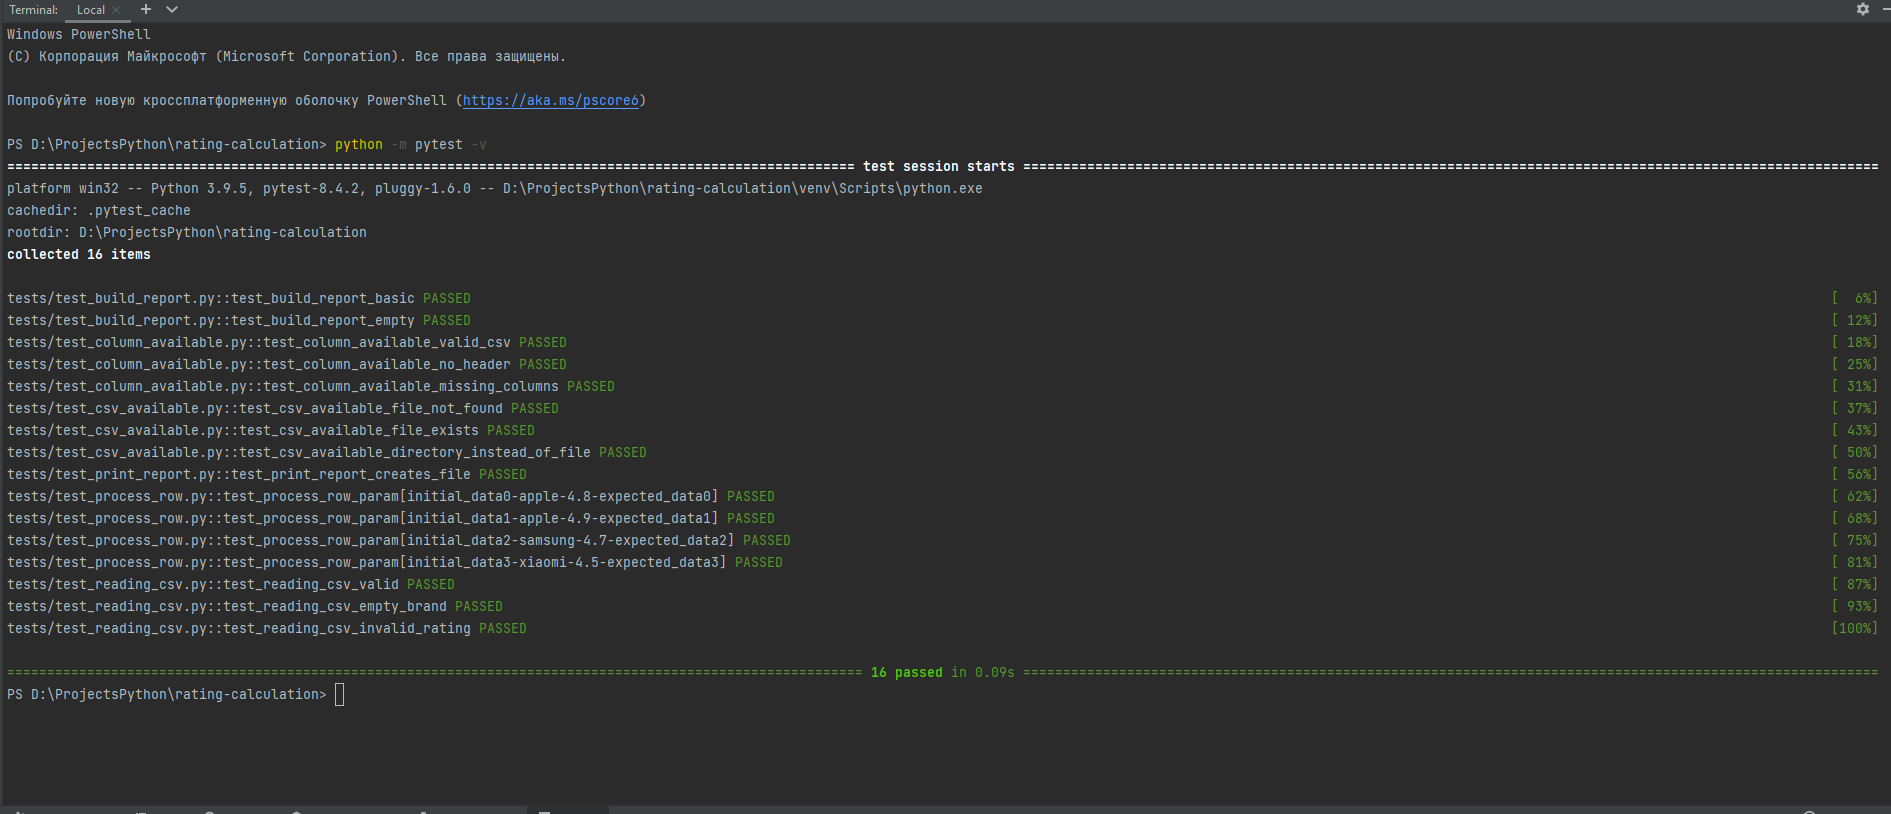 Terminal: Local
Windows PowerShell
(C) Корпорация Майкрософт (Microsoft Corporation). Все права защищены.
Попробуйте новую кроссплатформенную оболочку PowerShell (https://aka.ms/pscore6)
PS D:\ProjectsPython\rating-calculation> python -m pytest -v
========================================================================================================== test session starts ===========================================================================================================
platform win32 -- Python 3.9.5, pytest-8.4.2, pluggy-1.6.0 -- D:\ProjectsPython\rating-calculation\venv\Scripts\python.exe
cachedir: .pytest_cache
rootdir: D:\ProjectsPython\rating-calculation
collected 16 items
tests/test_build_report.py::test_build_report_basic PASSED [  6%]
tests/test_build_report.py::test_build_report_empty PASSED [ 12%]
tests/test_column_available.py::test_column_available_valid_csv PASSED [ 18%]
tests/test_column_available.py::test_column_available_no_header PASSED [ 25%]
tests/test_column_available.py::test_column_available_missing_columns PASSED [ 31%]
tests/test_csv_available.py::test_csv_available_file_not_found PASSED [ 37%]
tests/test_csv_available.py::test_csv_available_file_exists PASSED [ 43%]
tests/test_csv_available.py::test_csv_available_directory_instead_of_file PASSED [ 50%]
tests/test_print_report.py::test_print_report_creates_file PASSED [ 56%]
tests/test_process_row.py::test_process_row_param[initial_data0-apple-4.8-expected_data0] PASSED [ 62%]
tests/test_process_row.py::test_process_row_param[initial_data1-apple-4.9-expected_data1] PASSED [ 68%]
tests/test_process_row.py::test_process_row_param[initial_data2-samsung-4.7-expected_data2] PASSED [ 75%]
tests/test_process_row.py::test_process_row_param[initial_data3-xiaomi-4.5-expected_data3] PASSED [ 81%]
tests/test_reading_csv.py::test_reading_csv_valid PASSED [ 87%]
tests/test_reading_csv.py::test_reading_csv_empty_brand PASSED [ 93%]
tests/test_reading_csv.py::test_reading_csv_invalid_rating PASSED [100%]
=========================================================================================================== 16 passed in 0.09s ===========================================================================================================
PS D:\ProjectsPython\rating-calculation>